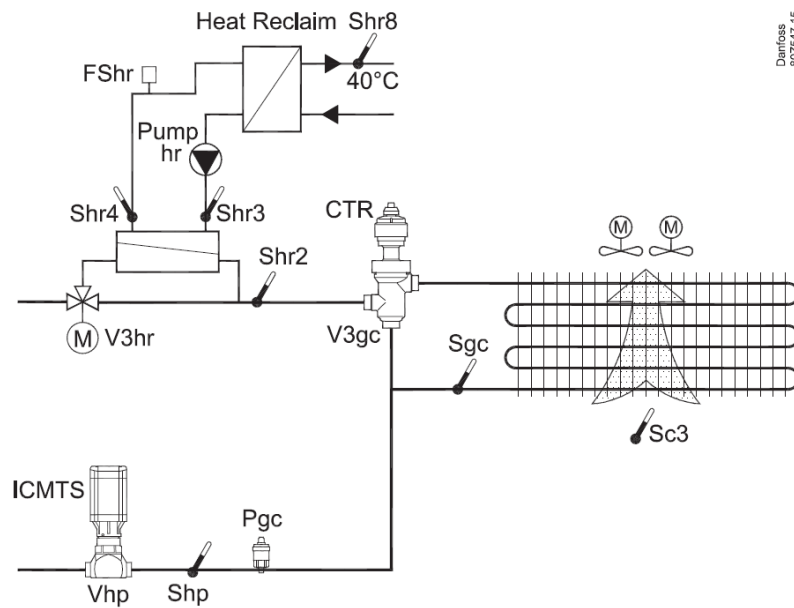 Heat Reclaim
Shr8
FShr
40°C
Pump
hr
Shr4
Shr3
CTR
M
M
Shr2
V3gc
M
V3hr
Sgc
Sc3
ICMTS
Pgc
Vhp
Shp
Danfoss